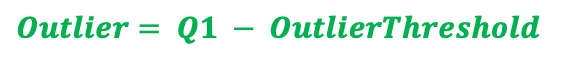 Outlier = Q1 − OutlierThreshold